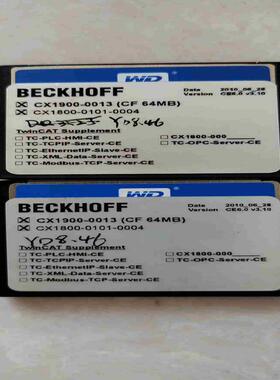 WD
BECKHOFF
Date 2010_06_28
Version CE6.0 v3.10
☒ CX1900-0013 (CF 64MB)
☒ CX1800-0101-0004
YD8.46
TwinCAT Supplement
☐ TC-PLC-HMI-CE ☐ CX1800-000
☐ TC-TCPIP-Server-CE ☐ TC-OPC-Server-CE
☐ TC-EthernetIP-Slave-CE
☐ TC-XML-Data-Server-CE
☐ TC-Modbus-TCP-Server-CE
WD
BECKHOFF
Date 2010_06_28
Version CE6.0 v3.10
☒ CX1900-0013 (CF 64MB)
☒ CX1800-0101-0004
YD8.46
TwinCAT Supplement
☐ TC-PLC-HMI-CE ☐ CX1800-000
☐ TC-TCPIP-Server-CE ☐ TC-OPC-Server-CE
☐ TC-EthernetIP-Slave-CE
☐ TC-XML-Data-Server-CE
☐ TC-Modbus-TCP-Server-CE